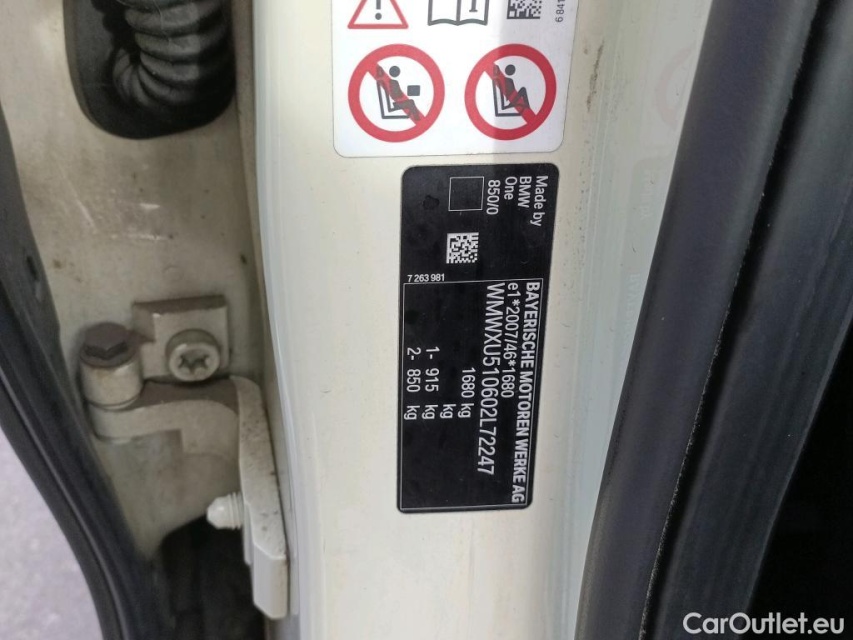 Made by
BMW
One
850/0
7 263 981
BAYERISCHE MOTOREN WERKE AG
e1*2007/46*1680
WMWXU510602L72247
1680 kg
kg
1- 915 kg
2- 850 kg
CarOutlet.eu